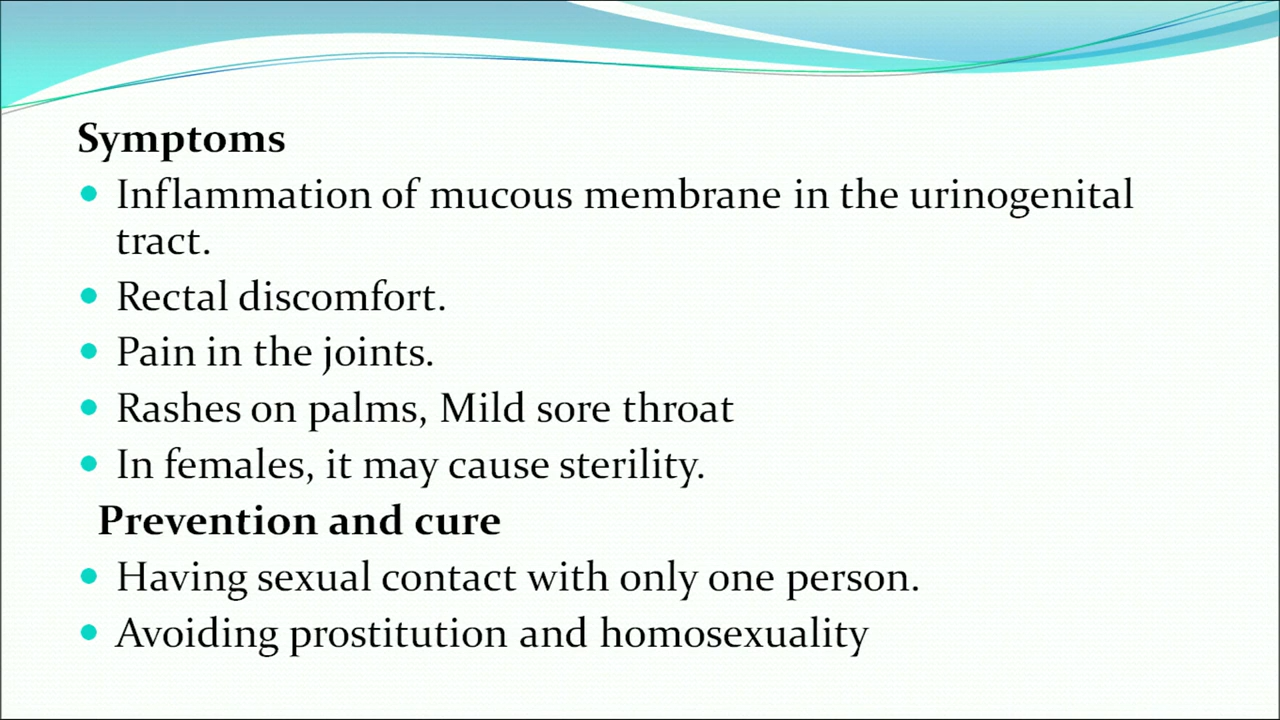 Symptoms
Inflammation of mucous membrane in the urinogenital
tract.
Rectal discomfort.
Pain in the joints.
Rashes on palms, Mild sore throat
In females, it may cause sterility.
Prevention and cure
Having sexual contact with only one person.
Avoiding prostitution and homosexuality